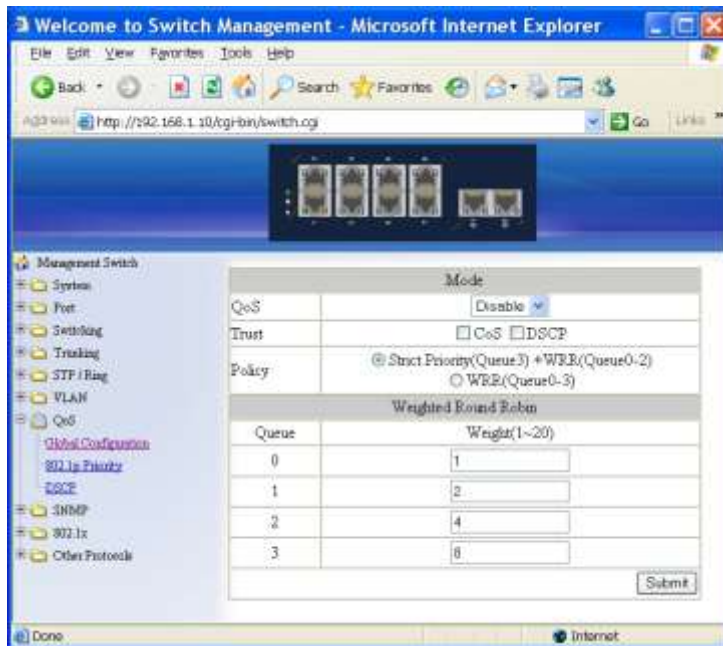 Welcome to Switch Management - Microsoft Internet Explorer
File Edit View Favorites Tools Help
Back Search Favorites
Address http://192.168.1.10/cgi-bin/switch.cgi Go Links »
Management Switch
System
Port
Switching
Trunking
STP / Ring
VLAN
QoS
Global Configuration
802.1p Priority
DSCP
SNMP
802.1x
Other Protocols
Mode
QoS Disable
Trust CoS DSCP
Policy Strict Priority(Queue3) +WRR(Queue0-2)
WRR(Queue0-3)
Weighted Round Robin
Queue Weight(1~20)
0 1
1 2
2 4
3 8
Submit
Done Internet